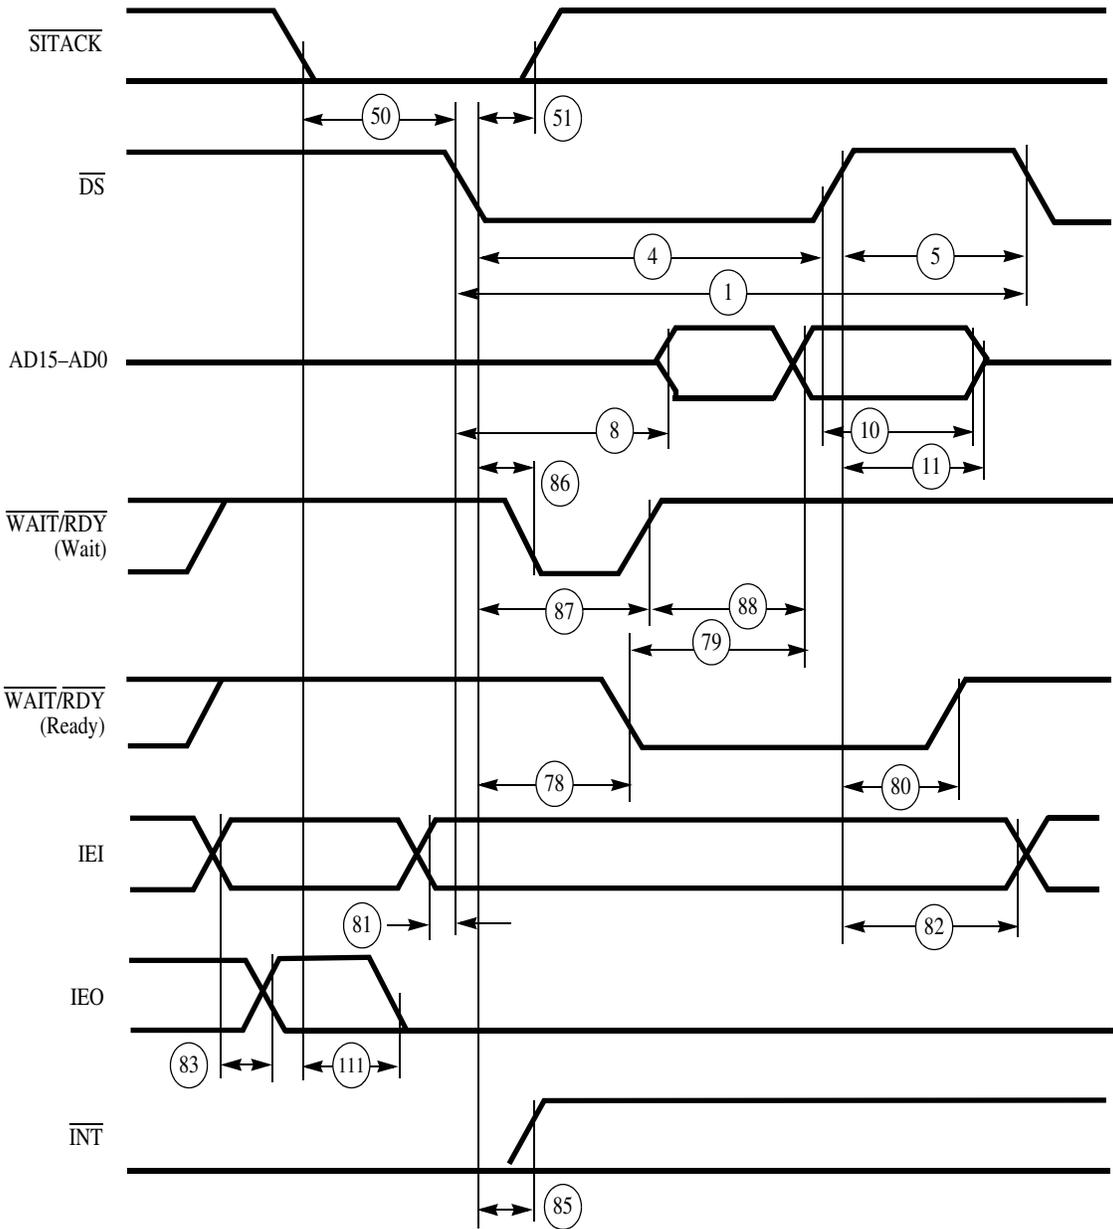 SITACK
50
51
DS
4
5
1
AD15–AD0
8
10
11
86
WAIT/RDY
(Wait)
87
88
79
WAIT/RDY
(Ready)
78
80
IEI
81
82
IEO
83
111
INT
85